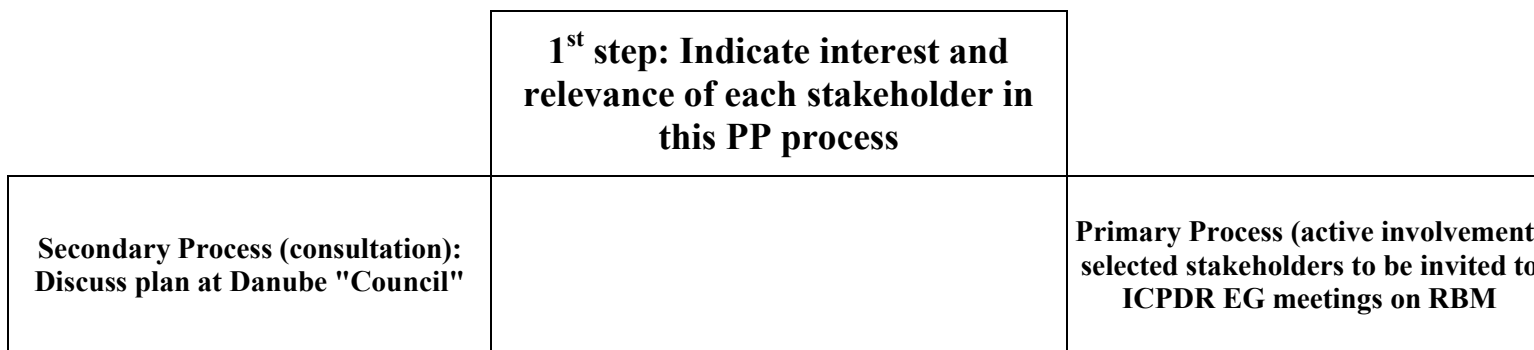 1st step: Indicate interest and
relevance of each stakeholder in
this PP process
Secondary Process (consultation):
Discuss plan at Danube "Council"
Primary Process (active involvement
selected stakeholders to be invited to
ICPDR EG meetings on RBM